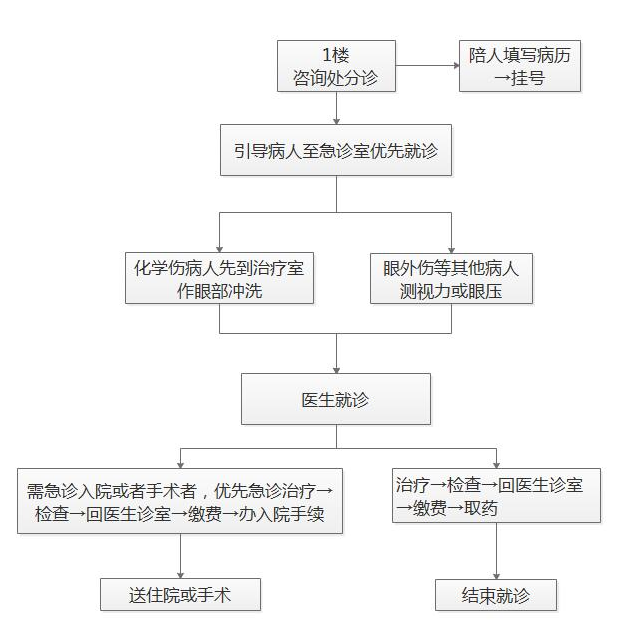 1楼
咨询处分诊
陪人填写病历
→挂号
引导病人至急诊室优先就诊
化学伤病人先到治疗室
作眼部冲洗
眼外伤等其他病人
测视力或眼压
医生就诊
需急诊入院或者手术者，优先急诊治疗→
检查→回医生诊室→缴费→办入院手续
治疗→检查→回医生诊室
→缴费→取药
送住院或手术
结束就诊